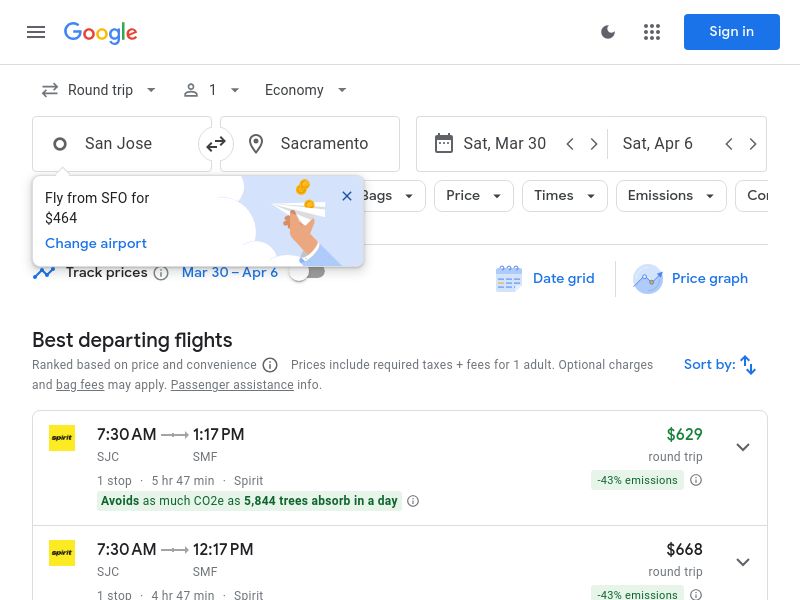 Google
Sign in
Round trip
1
Economy
San Jose
Sacramento
Sat, Mar 30
Sat, Apr 6
Fly from SFO for
$464
Change airport
Bags
Price
Times
Emissions
Track prices
Mar 30 – Apr 6
Date grid
Price graph
Best departing flights
Ranked based on price and convenience
Prices include required taxes + fees for 1 adult. Optional charges
and bag fees may apply. Passenger assistance info.
Sort by:
spirit
7:30 AM
1:17 PM
$629
SJC
SMF
round trip
1 stop · 5 hr 47 min · Spirit
-43% emissions
Avoids as much CO2e as 5,844 trees absorb in a day
spirit
7:30 AM
12:17 PM
$668
SJC
SMF
round trip
1 stop · 4 hr 47 min · Spirit
-43% emissions